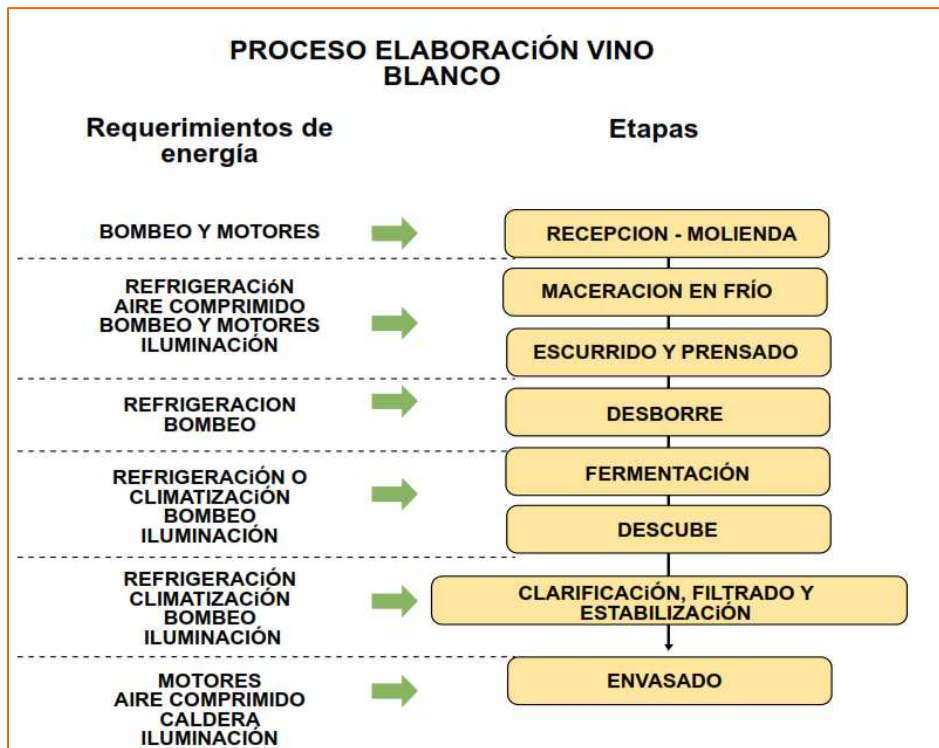 PROCESO ELABORACiÓN VINO
BLANCO
Requerimientos de
energía
Etapas
BOMBEO Y MOTORES
RECEPCION - MOLIENDA
REFRIGERACiÓN
AIRE COMPRIMIDO
BOMBEO Y MOTORES
ILUMINACiÓN
MACERACION EN FRÍO
ESCURRIDO Y PRENSADO
REFRIGERACION
BOMBEO
DESBORRE
REFRIGERACiÓN O
CLIMATIZACiÓN
BOMBEO
ILUMINACIÓN
FERMENTACIÓN
DESCUBE
REFRIGERACiÓN
CLIMATIZACiÓN
BOMBEO
ILUMINACIÓN
CLARIFICACiÓN, FILTRADO Y
ESTABILIZACiÓN
MOTORES
AIRE COMPRIMIDO
CALDERA
ILUMINACIÓN
ENVASADO